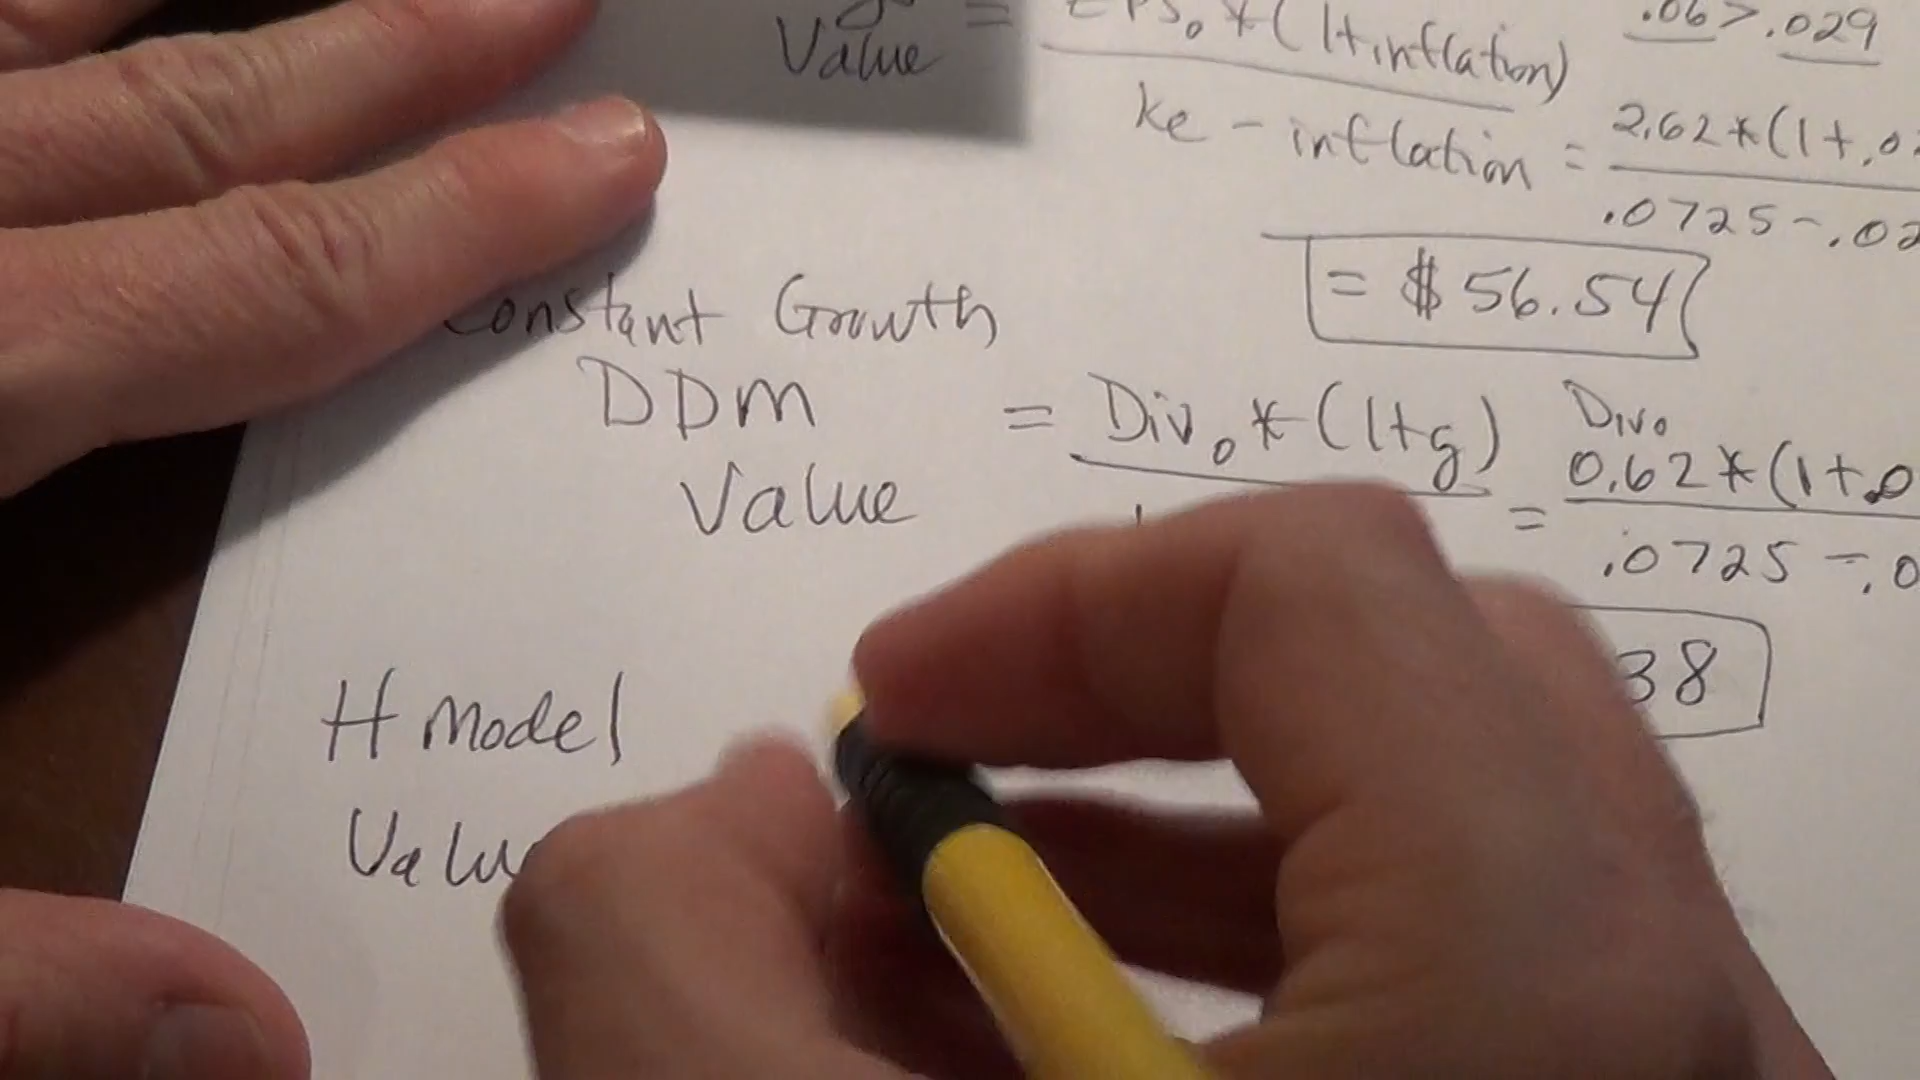 Value = EPS₀ * (1+inflation)
ke - inflation
.06 > .029
= 2.62 * (1+.0
.0725 - .02
= $ 56.54
Constant Growth
DDM
Value
= Div₀ * (1+g)
= Div₀
0.62 * (1+.0
.0725 - .0
38
H Model
Value